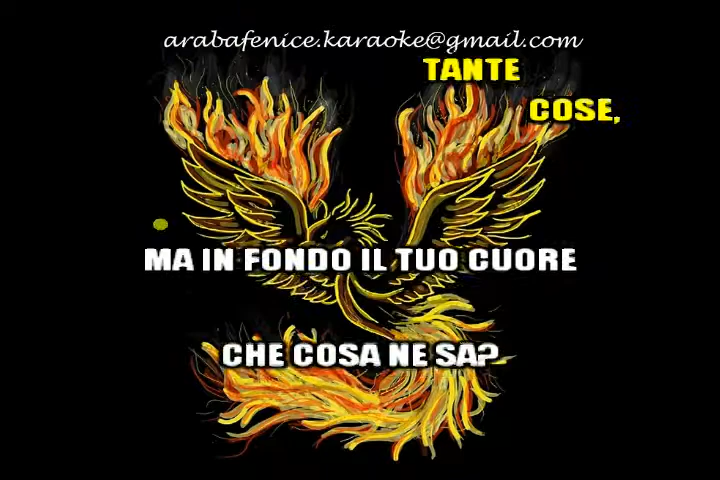 arabafenice.karaoke@gmail.com
TANTE
COSE,
MA IN FONDO IL TUO CUORE
CHE COSA NE SA?